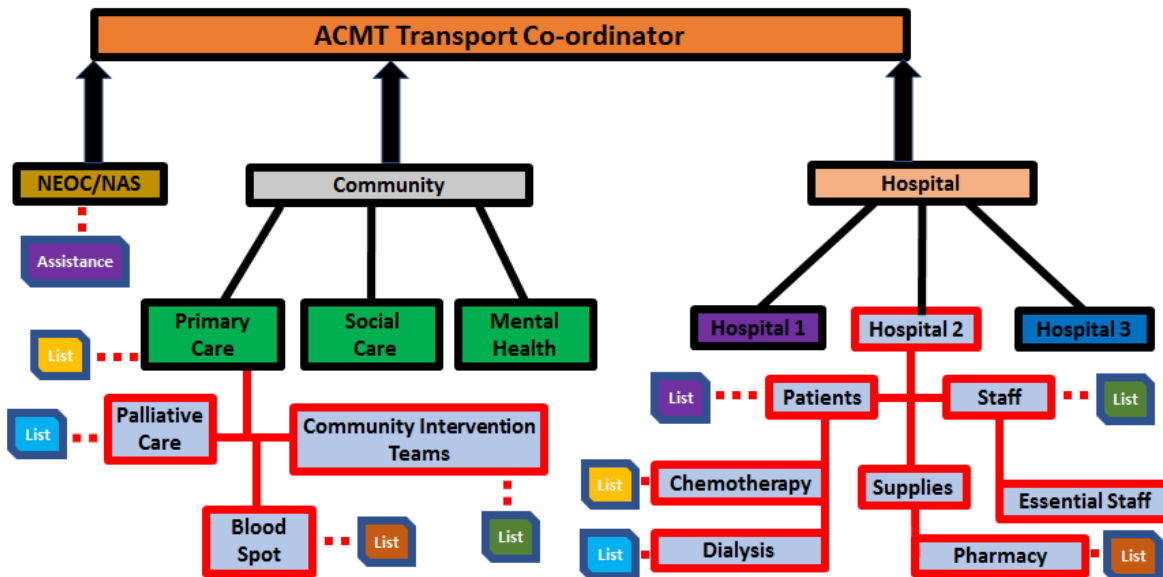 ACMT Transport Co-ordinator
NEOC/NAS
Community
Hospital
Assistance
Primary
Care
Social
Care
Mental
Health
Hospital 1
Hospital 2
Hospital 3
List
List
Patients
Staff
List
List
Palliative
Care
Community Intervention
Teams
List
Chemotherapy
Supplies
Essential Staff
Blood
Spot
List
List
List
Dialysis
Pharmacy
List